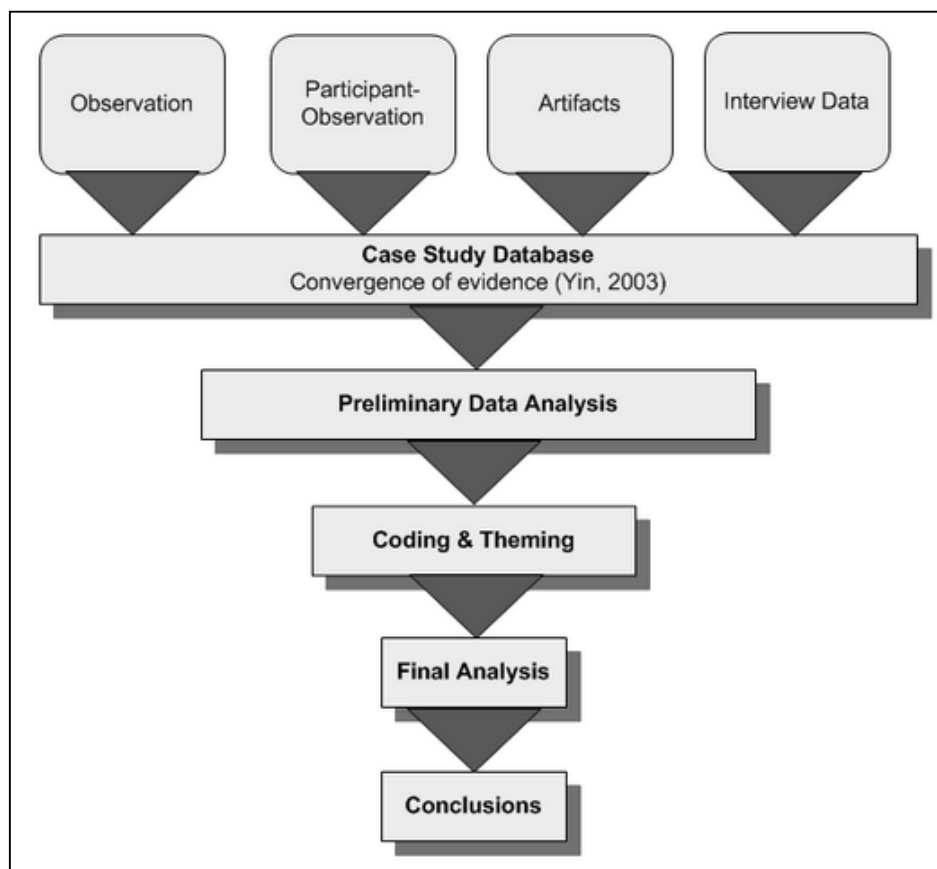 Observation
Participant-
Observation
Artifacts
Interview Data
Case Study Database
Convergence of evidence (Yin, 2003)
Preliminary Data Analysis
Coding & Theming
Final Analysis
Conclusions